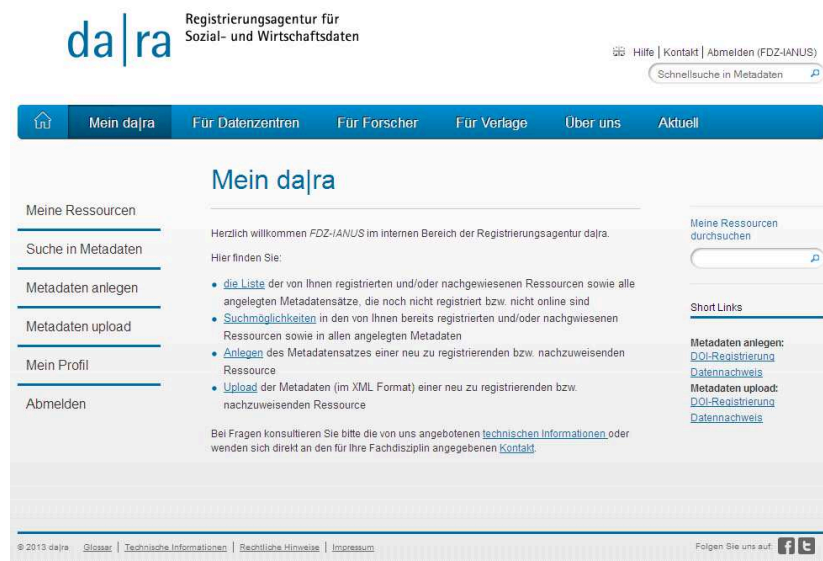 da|ra
Registrierungsagentur für
Sozial- und Wirtschaftsdaten
Hilfe | Kontakt | Abmelden (FDZ-IANUS)
Schnellsuche in Metadaten
Mein da|ra
Für Datenzentren
Für Forscher
Für Verlage
Über uns
Aktuell
Meine Ressourcen
Suche in Metadaten
Metadaten anlegen
Metadaten upload
Mein Profil
Abmelden
Mein da|ra
Herzlich willkommen FDZ-IANUS im internen Bereich der Registrierungsagentur da|ra.
Hier finden Sie:
die Liste der von Ihnen registrierten und/oder nachgewiesenen Ressourcen sowie alle
angelegten Metadatensätze, die noch nicht registriert bzw. nicht online sind
Suchmöglichkeiten in den von Ihnen bereits registrierten und/oder nachgwiesenen
Ressourcen sowie in allen angelegten Metadaten
Anlegen des Metadatensatzes einer neu zu registrierenden bzw. nachzuweisenden
Ressource
Upload der Metadaten (im XML Format) einer neu zu registrierenden bzw.
nachzuweisenden Ressource
Bei Fragen konsultieren Sie bitte die von uns angebotenen technischen Informationen oder
wenden sich direkt an den für Ihre Fachdisziplin angegebenen Kontakt.
Meine Ressourcen
durchsuchen
Short Links
Metadaten anlegen:
DOI-Registrierung
Datennachweis
Metadaten upload:
DOI-Registrierung
Datennachweis
© 2013 da|ra Glossar | Technische Informationen | Rechtliche Hinweise | Impressum
Folgen Sie uns auf: